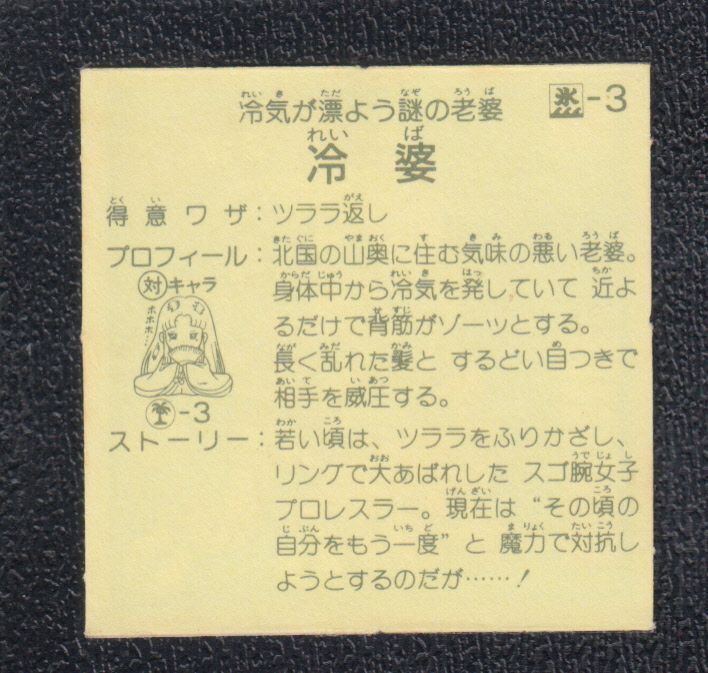 冷気が漂よう謎の老婆
氷-3
冷婆
得意ワザ：ツララ返し
プロフィール：北国の山奥に住む気味の悪い老婆。
身体中から冷気を発していて 近よ
るだけで背筋がゾーッとする。
長く乱れた髪と するどい目つきで
相手を威圧する。
対キャラ
ホホホ…
-3
ストーリー：若い頃は、ツララをふりかざし、
リングで大あばれした スゴ腕女子
プロレスラー。現在は“その頃の
自分をもう一度”と 魔力で対抗し
ようとするのだが……！